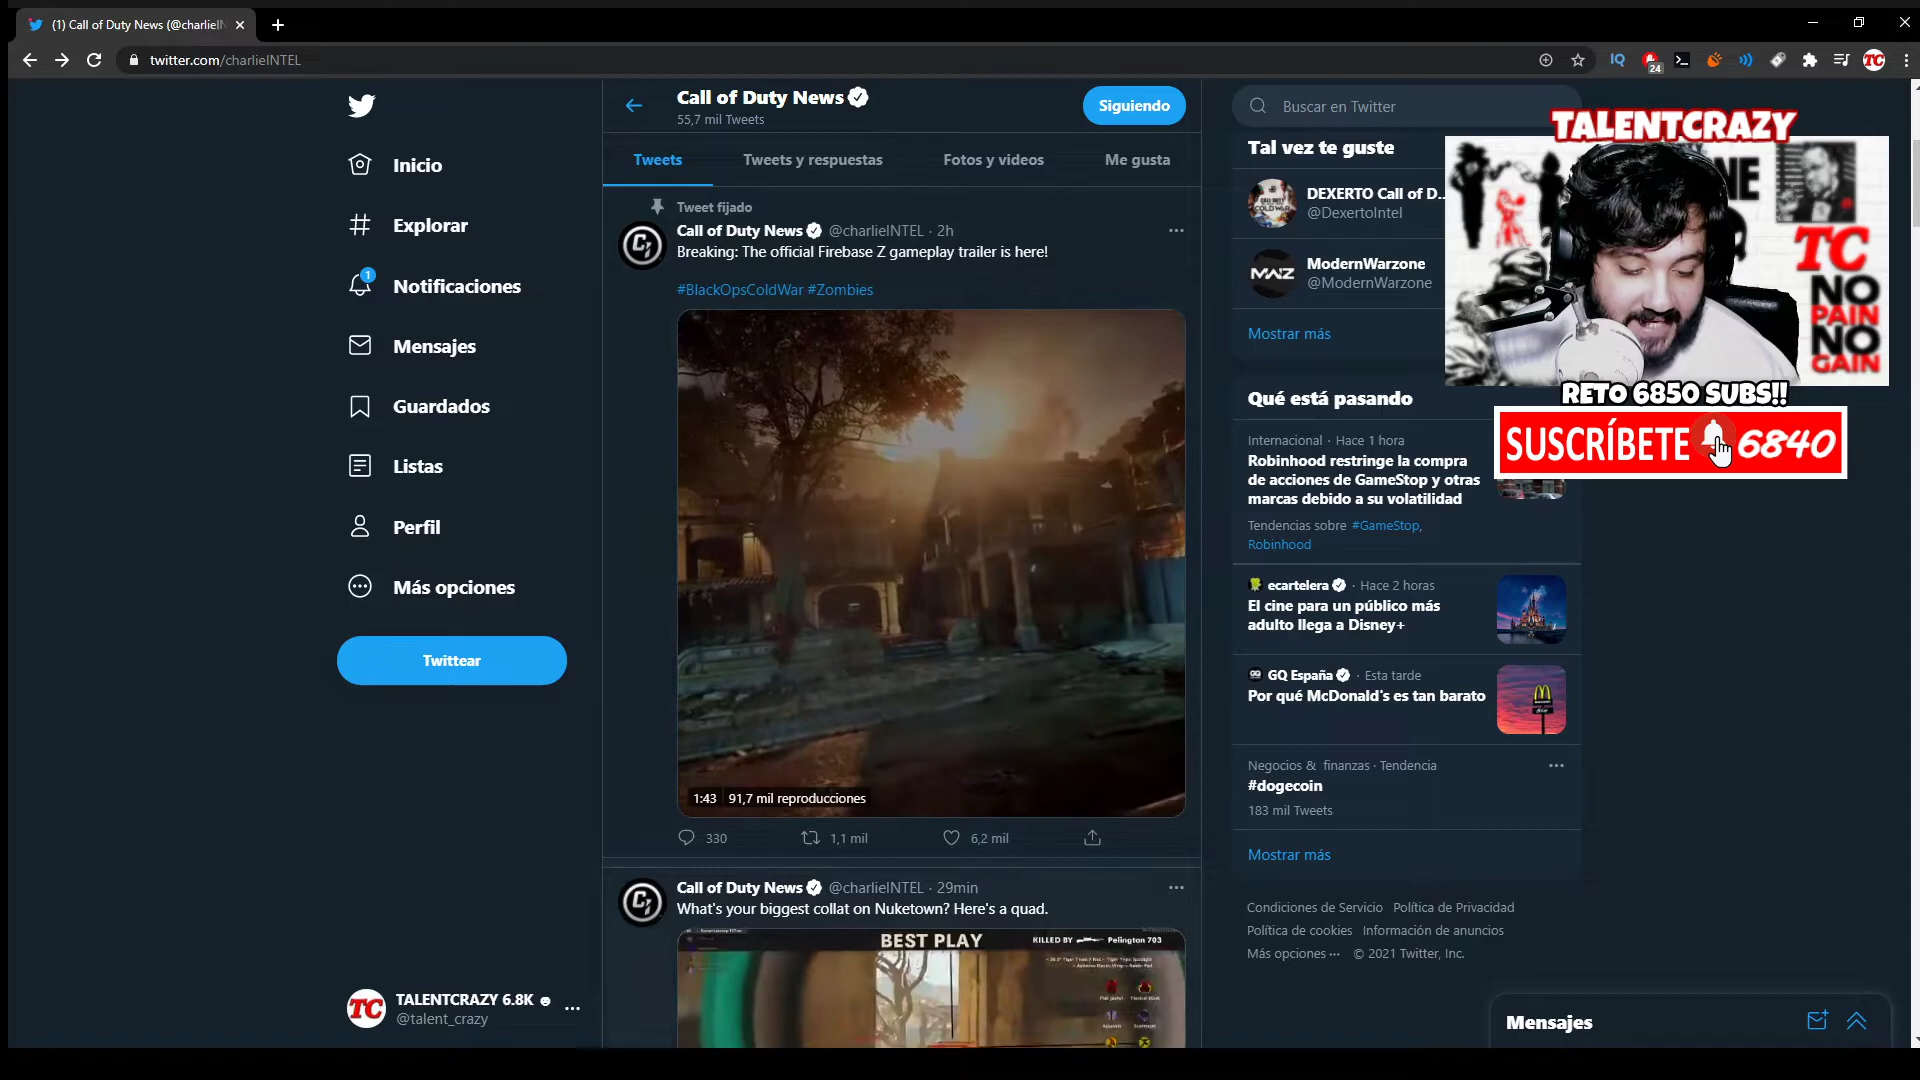 (1) Call of Duty News (@charlieIN
twitter.com/charlieINTEL
IQ
24
TC
Inicio
Explorar
1
Notificaciones
Mensajes
Guardados
Listas
Perfil
Más opciones
Twittear
TC
TALENTCRAZY 6.8K
@talent_crazy
Call of Duty News
55,7 mil Tweets
Siguiendo
Tweets
Tweets y respuestas
Fotos y videos
Me gusta
Tweet fijado
Call of Duty News @charlieINTEL · 2h
Breaking: The official Firebase Z gameplay trailer is here!
#BlackOpsColdWar #Zombies
1:43 91,7 mil reproducciones
330
1,1 mil
6,2 mil
Call of Duty News @charlieINTEL · 29min
What's your biggest collat on Nuketown? Here's a quad.
BEST PLAY
KILLED BY Pelington 703
Buscar en Twitter
Tal vez te guste
DEXERTO Call of D...
@DexertoIntel
MWZ
ModernWarzone
@ModernWarzone
Mostrar más
Qué está pasando
Internacional · Hace 1 hora
Robinhood restringe la compra
de acciones de GameStop y otras
marcas debido a su volatilidad
Tendencias sobre #GameStop,
Robinhood
ecartelera · Hace 2 horas
El cine para un público más
adulto llega a Disney+
GQ España · Esta tarde
Por qué McDonald's es tan barato
Negocios & finanzas · Tendencia
#dogecoin
183 mil Tweets
Mostrar más
Condiciones de Servicio Política de Privacidad
Política de cookies Información de anuncios
Más opciones ··· © 2021 Twitter, Inc.
Mensajes
TALENTCRAZY
NE
TC
NO
PAIN
NO
GAIN
RETO 6850 SUBS!!
SUSCRÍBETE 6840